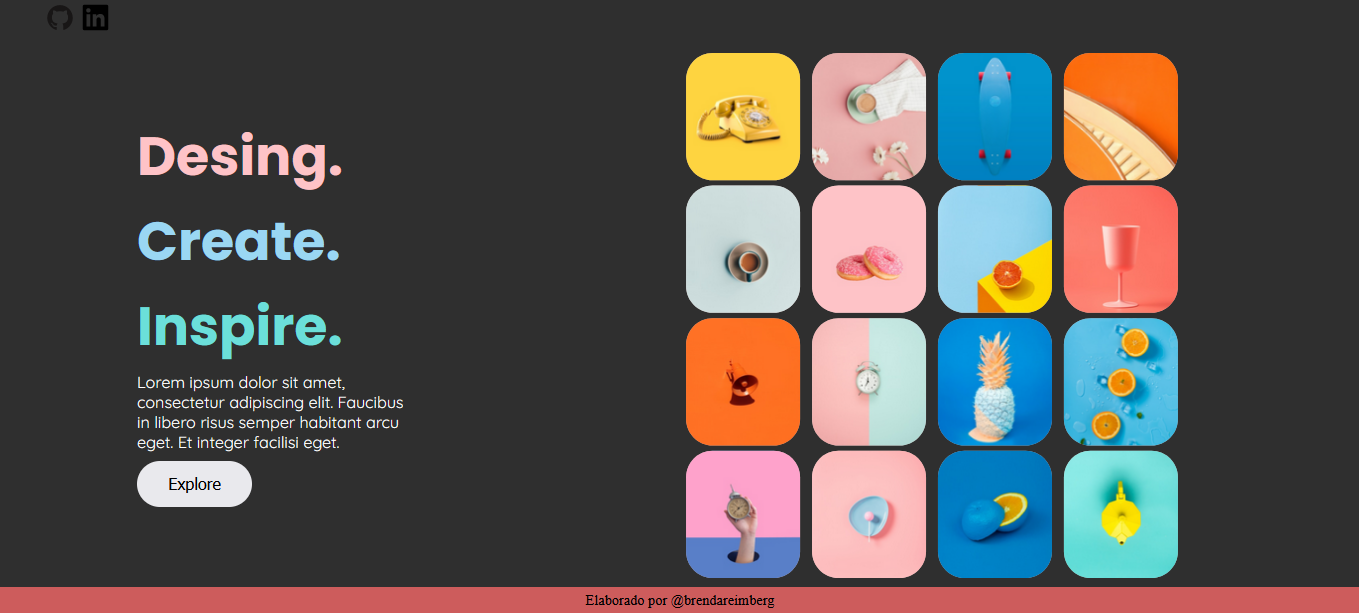 in
Desing.
Create.
Inspire.
Lorem ipsum dolor sit amet,
consectetur adipiscing elit. Faucibus
in libero risus semper habitant arcu
eget. Et integer facilisi eget.
Explore
Elaborado por @brendareimberg